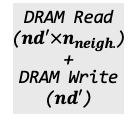 DRAM Read
(nd'×n_neigh.)
+
DRAM Write
(nd')